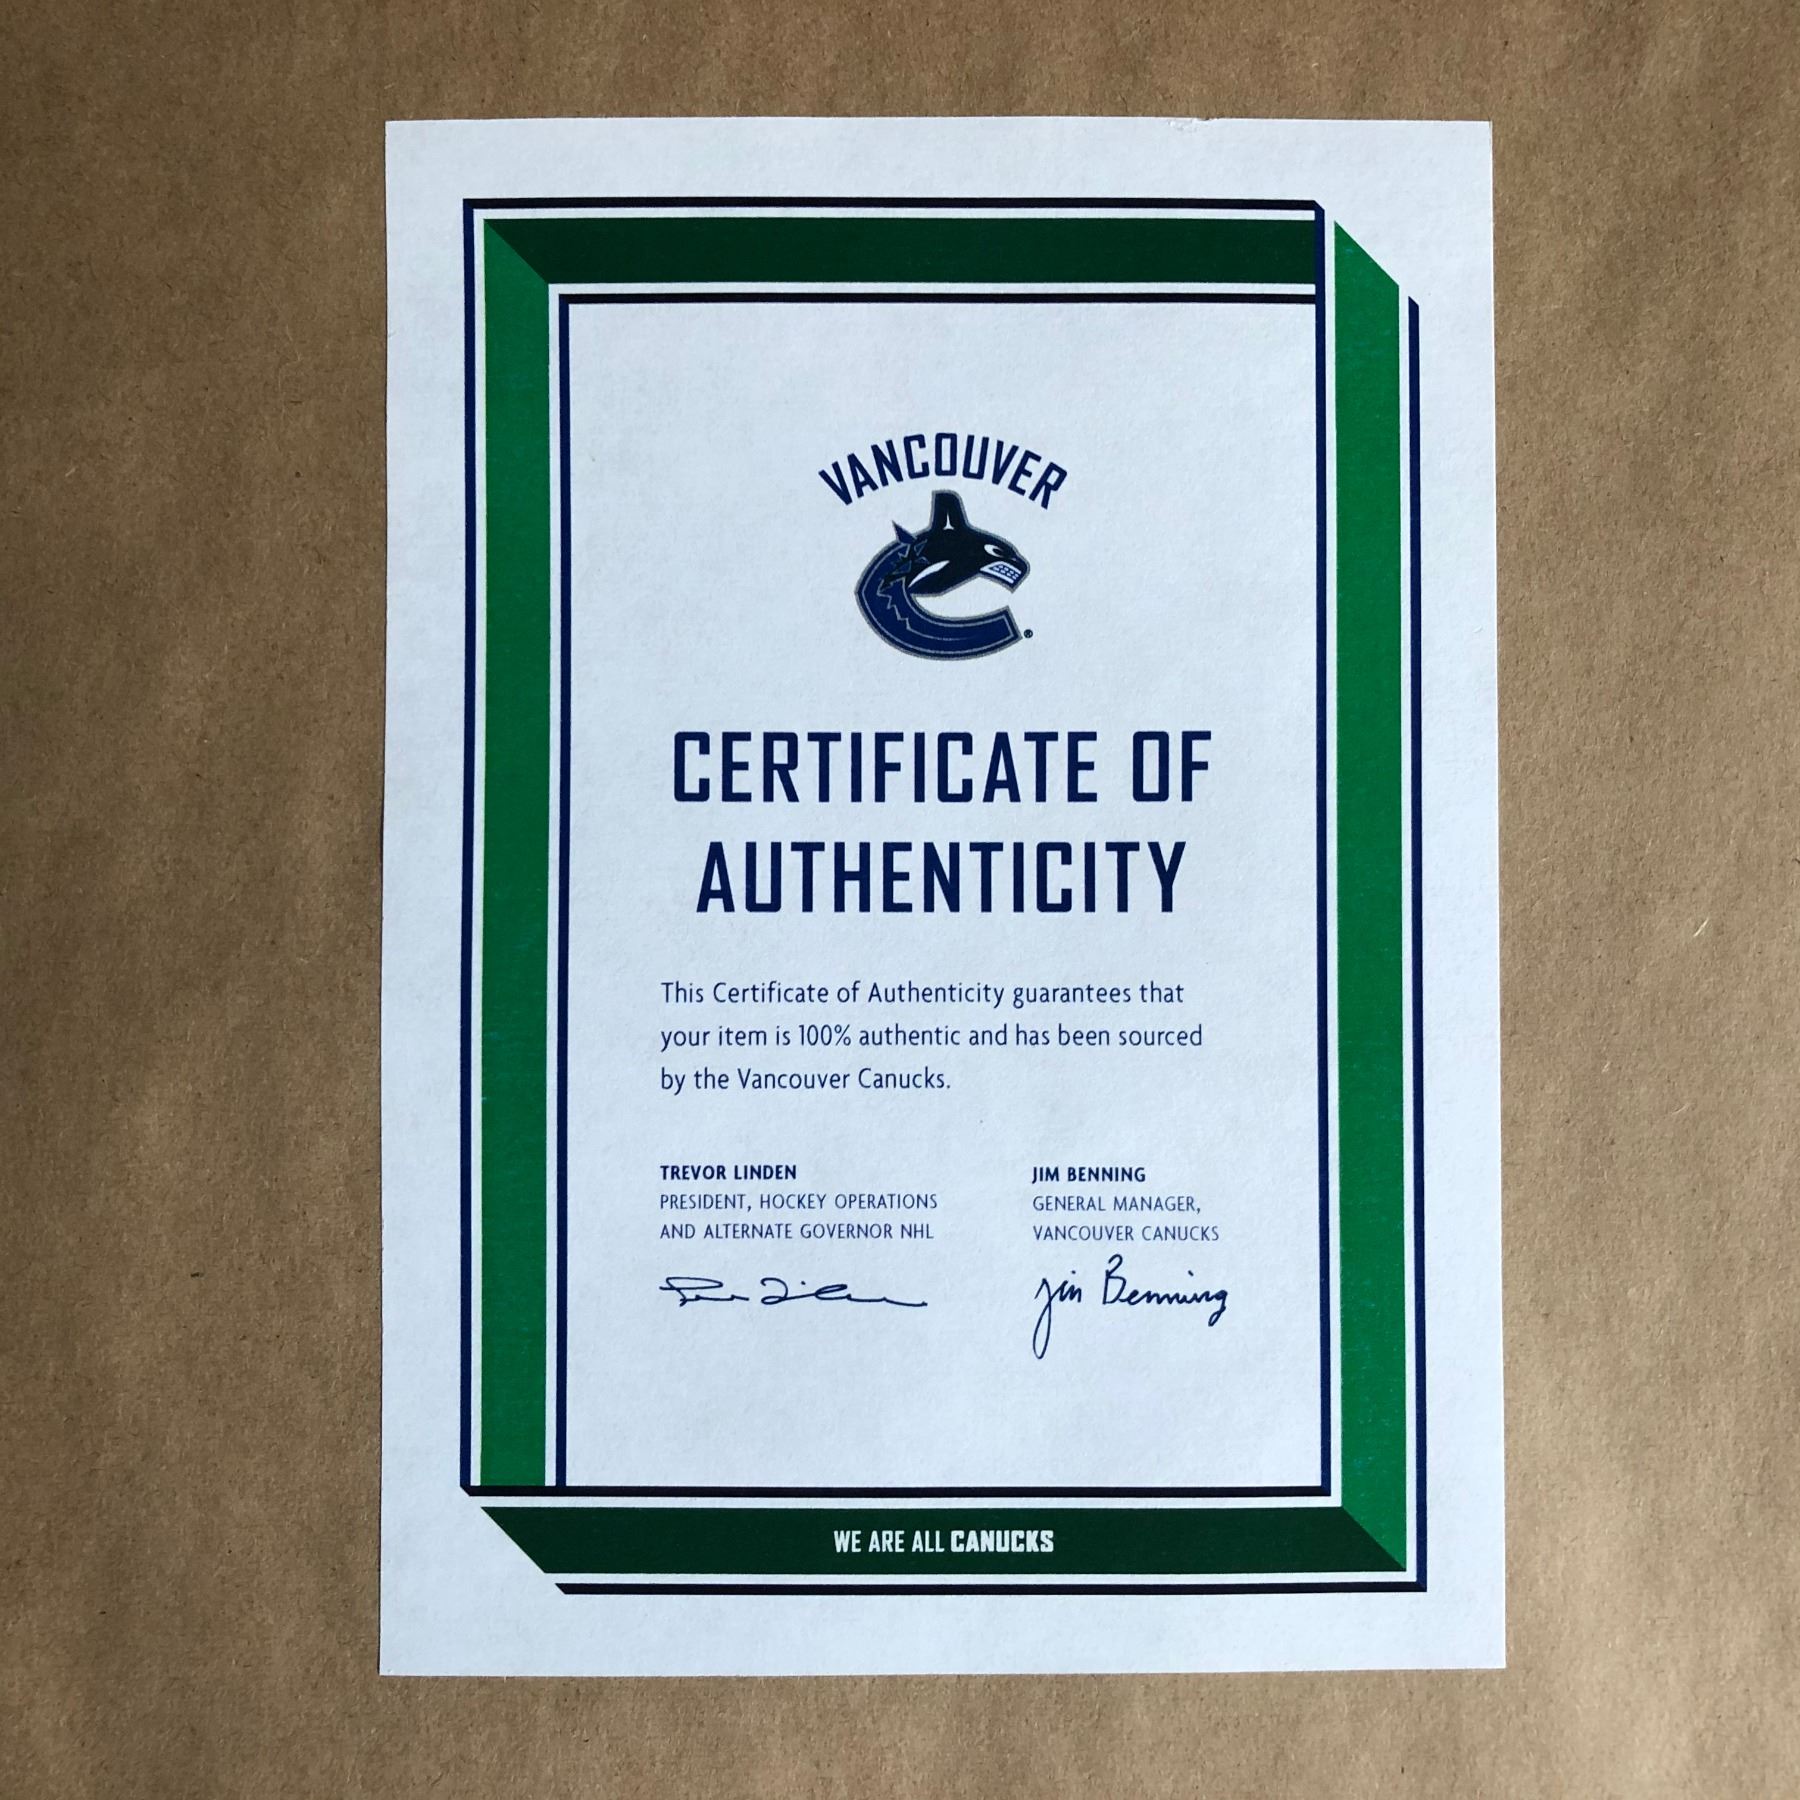 VANCOUVER
®
CERTIFICATE OF
AUTHENTICITY
This Certificate of Authenticity guarantees that
your item is 100% authentic and has been sourced
by the Vancouver Canucks.
TREVOR LINDEN
PRESIDENT, HOCKEY OPERATIONS
AND ALTERNATE GOVERNOR NHL
JIM BENNING
GENERAL MANAGER,
VANCOUVER CANUCKS
Jim Benning
WE ARE ALL CANUCKS